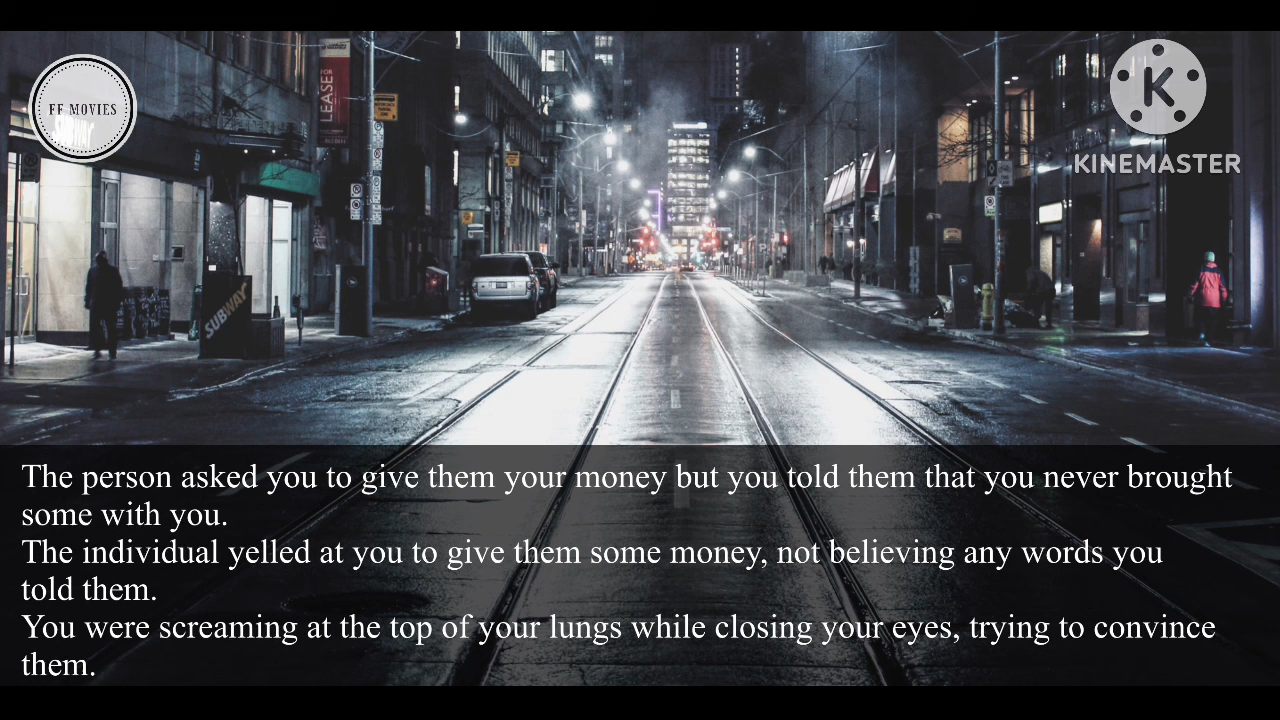 FF MOVIES
FOR
LEASE
KINEMASTER
SUBWAY
The person asked you to give them your money but you told them that you never brought
some with you.
The individual yelled at you to give them some money, not believing any words you
told them.
You were screaming at the top of your lungs while closing your eyes, trying to convince
them.